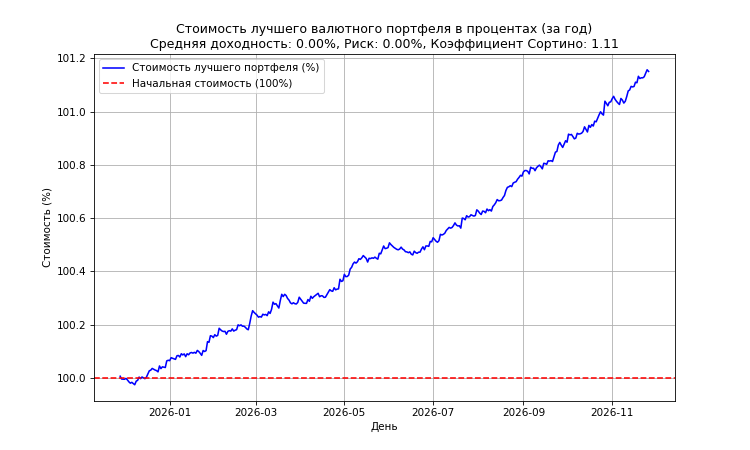 Стоимость лучшего валютного портфеля в процентах (за год)
Средняя доходность: 0.00%, Риск: 0.00%, Коэффициент Сортино: 1.11
Стоимость лучшего портфеля (%)
Начальная стоимость (100%)
Стоимость (%)
101.2
101.0
100.8
100.6
100.4
100.2
100.0
2026-01
2026-03
2026-05
2026-07
2026-09
2026-11
День